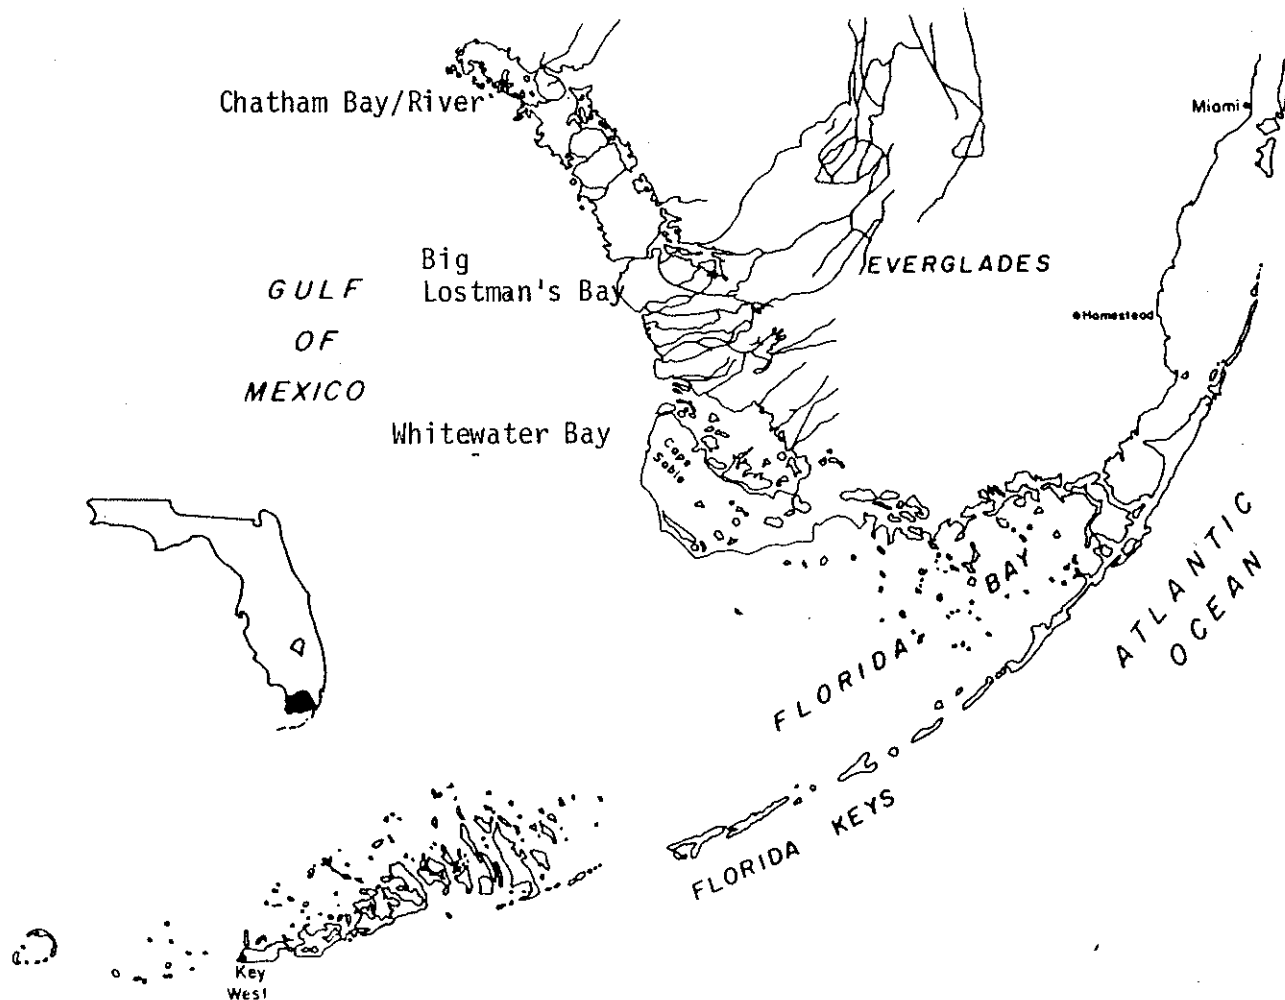 Chatham Bay/River
Miami
Big
Lostman's Bay
EVERGLADES
GULF
OF
MEXICO
Homestead
Whitewater Bay
Cape
Sable
ATLANTIC
OCEAN
FLORIDA BAY
FLORIDA KEYS
Key
West